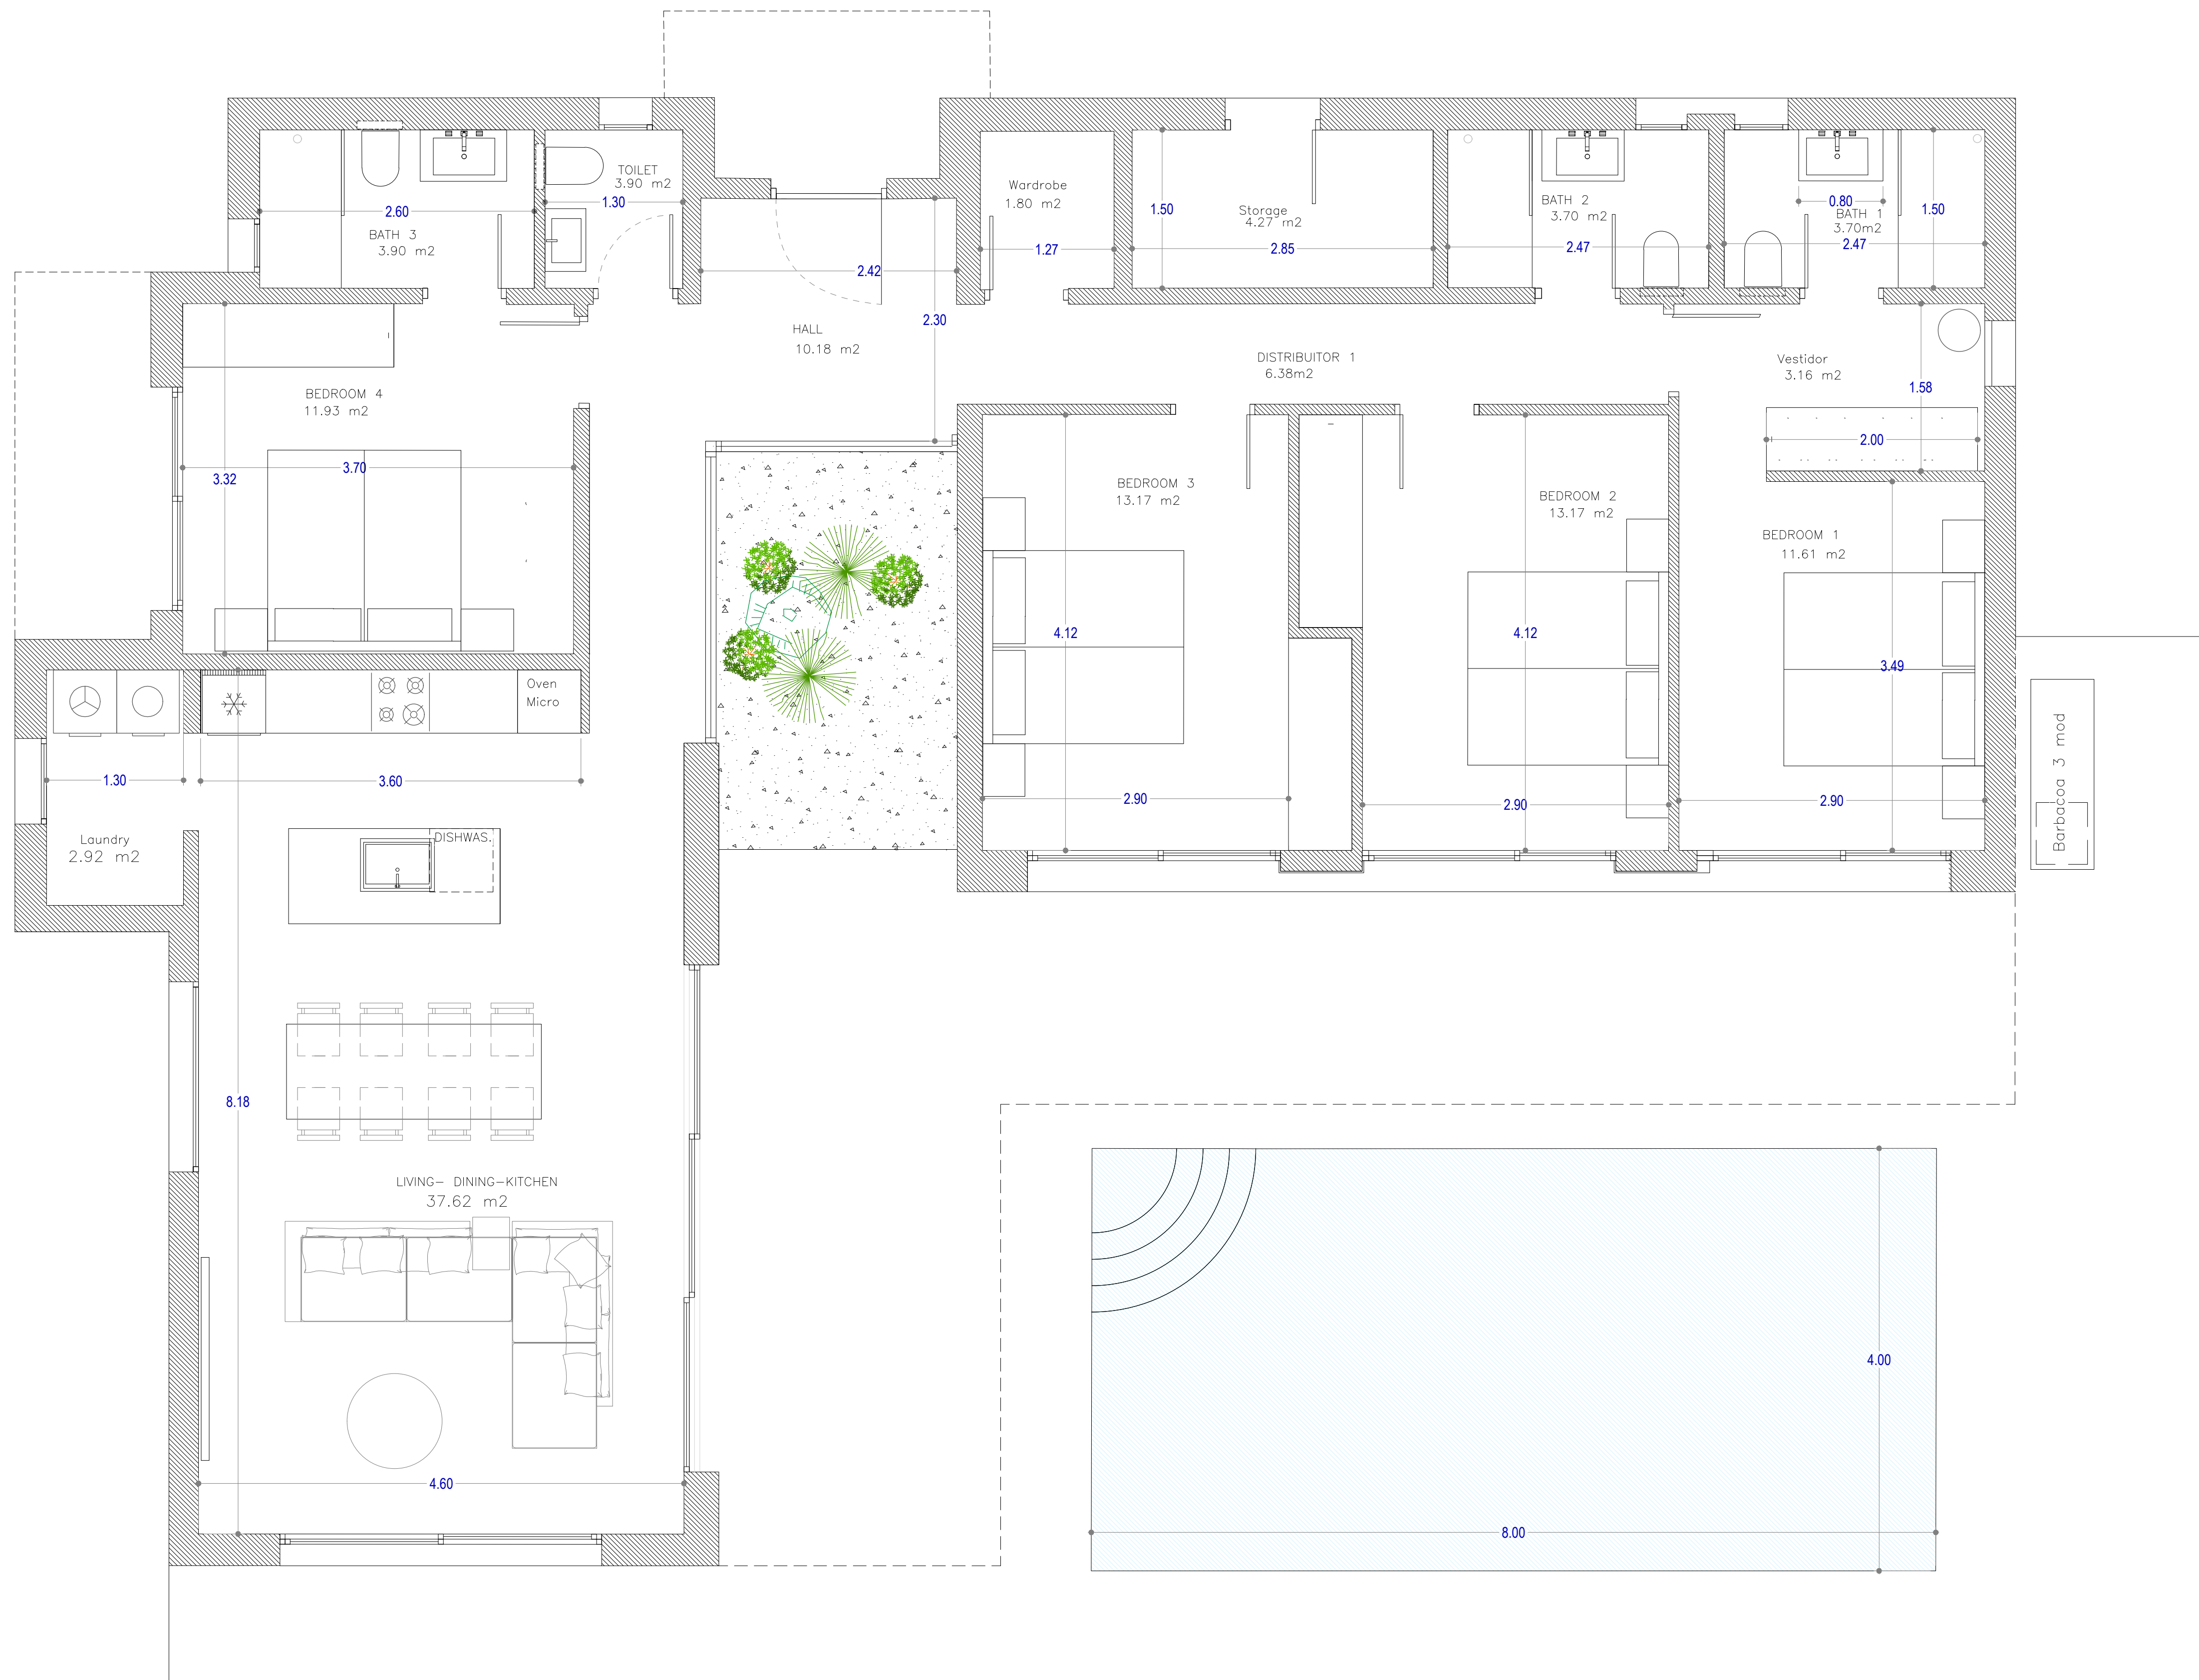 TOILET
3.90 m2
1.30
2.60
BATH 3
3.90 m2
Wardrobe
1.80 m2
1.27
1.50
Storage
4.27 m2
2.85
BATH 2
3.70 m2
2.47
0.80
BATH 1
3.70m2
2.47
1.50
2.42
2.30
HALL
10.18 m2
DISTRIBUITOR 1
6.38m2
Vestidor
3.16 m2
1.58
2.00
BEDROOM 4
11.93 m2
3.70
3.32
BEDROOM 3
13.17 m2
4.12
2.90
BEDROOM 2
13.17 m2
4.12
2.90
BEDROOM 1
11.61 m2
3.49
2.90
Oven
Micro
1.30
3.60
Laundry
2.92 m2
DISHWAS.
Barbacoa 3 mod
8.18
LIVING- DINING-KITCHEN
37.62 m2
4.60
4.00
8.00